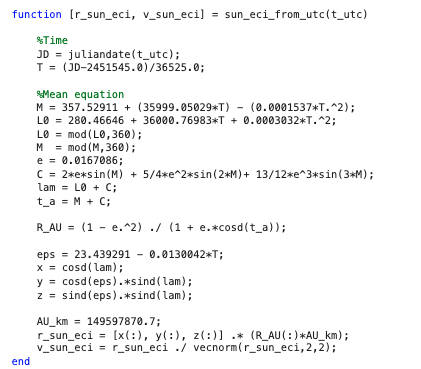 function [r_sun_eci, v_sun_eci] = sun_eci_from_utc(t_utc)
%Time
JD = juliandate(t_utc);
T = (JD-2451545.0)/36525.0;
%Mean equation
M = 357.52911 + (35999.05029*T) - (0.0001537*T.^2);
L0 = 280.46646 + 36000.76983*T + 0.0003032*T.^2;
L0 = mod(L0,360);
M  = mod(M,360);
e = 0.0167086;
C = 2*e*sin(M) + 5/4*e^2*sin(2*M)+ 13/12*e^3*sin(3*M);
lam = L0 + C;
t_a = M + C;
R_AU = (1 - e.^2) ./ (1 + e.*cosd(t_a));
eps = 23.439291 - 0.0130042*T;
x = cosd(lam);
y = cosd(eps).*sind(lam);
z = sind(eps).*sind(lam);
AU_km = 149597870.7;
r_sun_eci = [x(:), y(:), z(:)] .* (R_AU(:)*AU_km);
v_sun_eci = r_sun_eci ./ vecnorm(r_sun_eci,2,2);
end